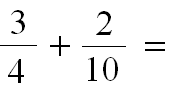 3/4 + 2/10 =